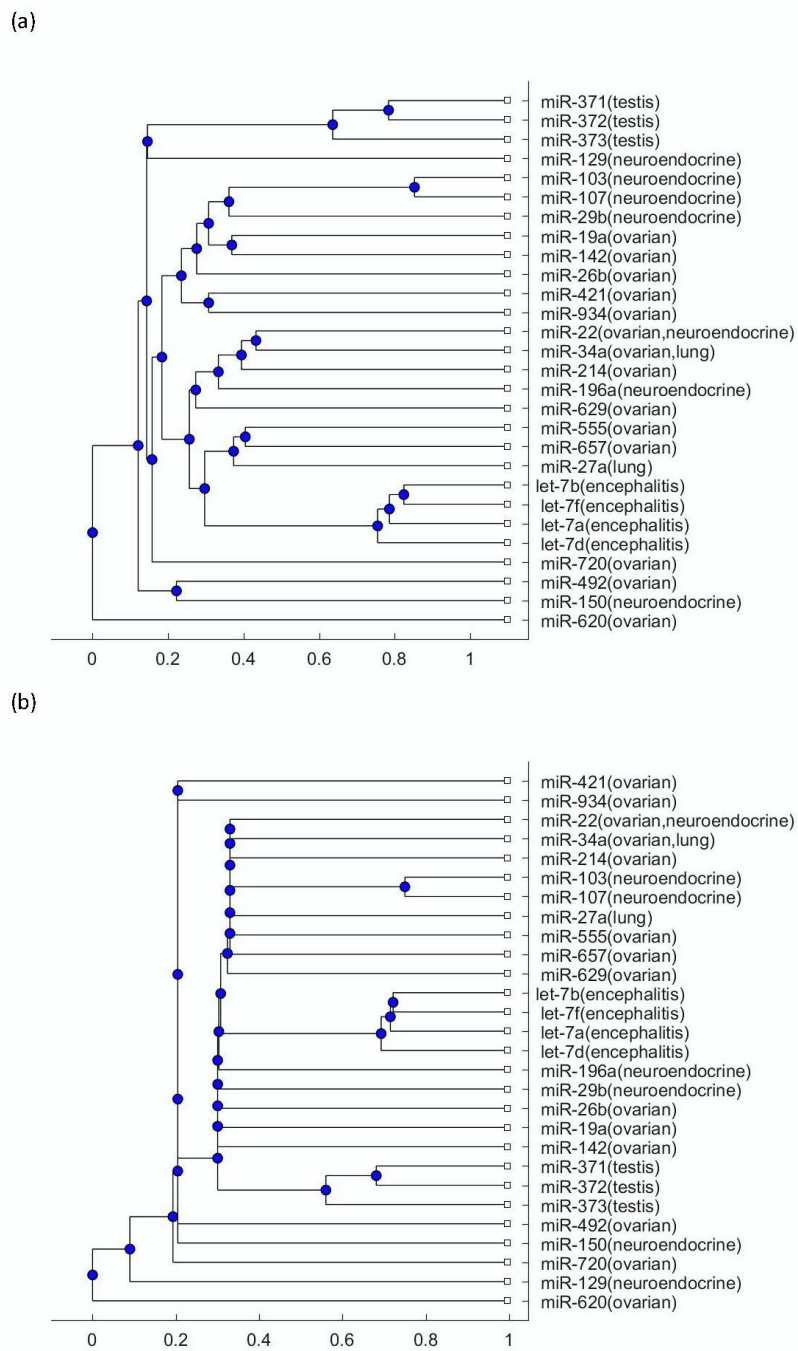 (a)
miR-371(testis)
miR-372(testis)
miR-373(testis)
miR-129(neuroendocrine)
miR-103(neuroendocrine)
miR-107(neuroendocrine)
miR-29b(neuroendocrine)
miR-19a(ovarian)
miR-142(ovarian)
miR-26b(ovarian)
miR-421(ovarian)
miR-934(ovarian)
miR-22(ovarian,neuroendocrine)
miR-34a(ovarian,lung)
miR-214(ovarian)
miR-196a(neuroendocrine)
miR-629(ovarian)
miR-555(ovarian)
miR-657(ovarian)
miR-27a(lung)
let-7b(encephalitis)
let-7f(encephalitis)
let-7a(encephalitis)
let-7d(encephalitis)
miR-720(ovarian)
miR-492(ovarian)
miR-150(neuroendocrine)
miR-620(ovarian)
0 0.2 0.4 0.6 0.8 1
(b)
miR-421(ovarian)
miR-934(ovarian)
miR-22(ovarian,neuroendocrine)
miR-34a(ovarian,lung)
miR-214(ovarian)
miR-103(neuroendocrine)
miR-107(neuroendocrine)
miR-27a(lung)
miR-555(ovarian)
miR-657(ovarian)
miR-629(ovarian)
let-7b(encephalitis)
let-7f(encephalitis)
let-7a(encephalitis)
let-7d(encephalitis)
miR-196a(neuroendocrine)
miR-29b(neuroendocrine)
miR-26b(ovarian)
miR-19a(ovarian)
miR-142(ovarian)
miR-371(testis)
miR-372(testis)
miR-373(testis)
miR-492(ovarian)
miR-150(neuroendocrine)
miR-720(ovarian)
miR-129(neuroendocrine)
miR-620(ovarian)
0 0.2 0.4 0.6 0.8 1